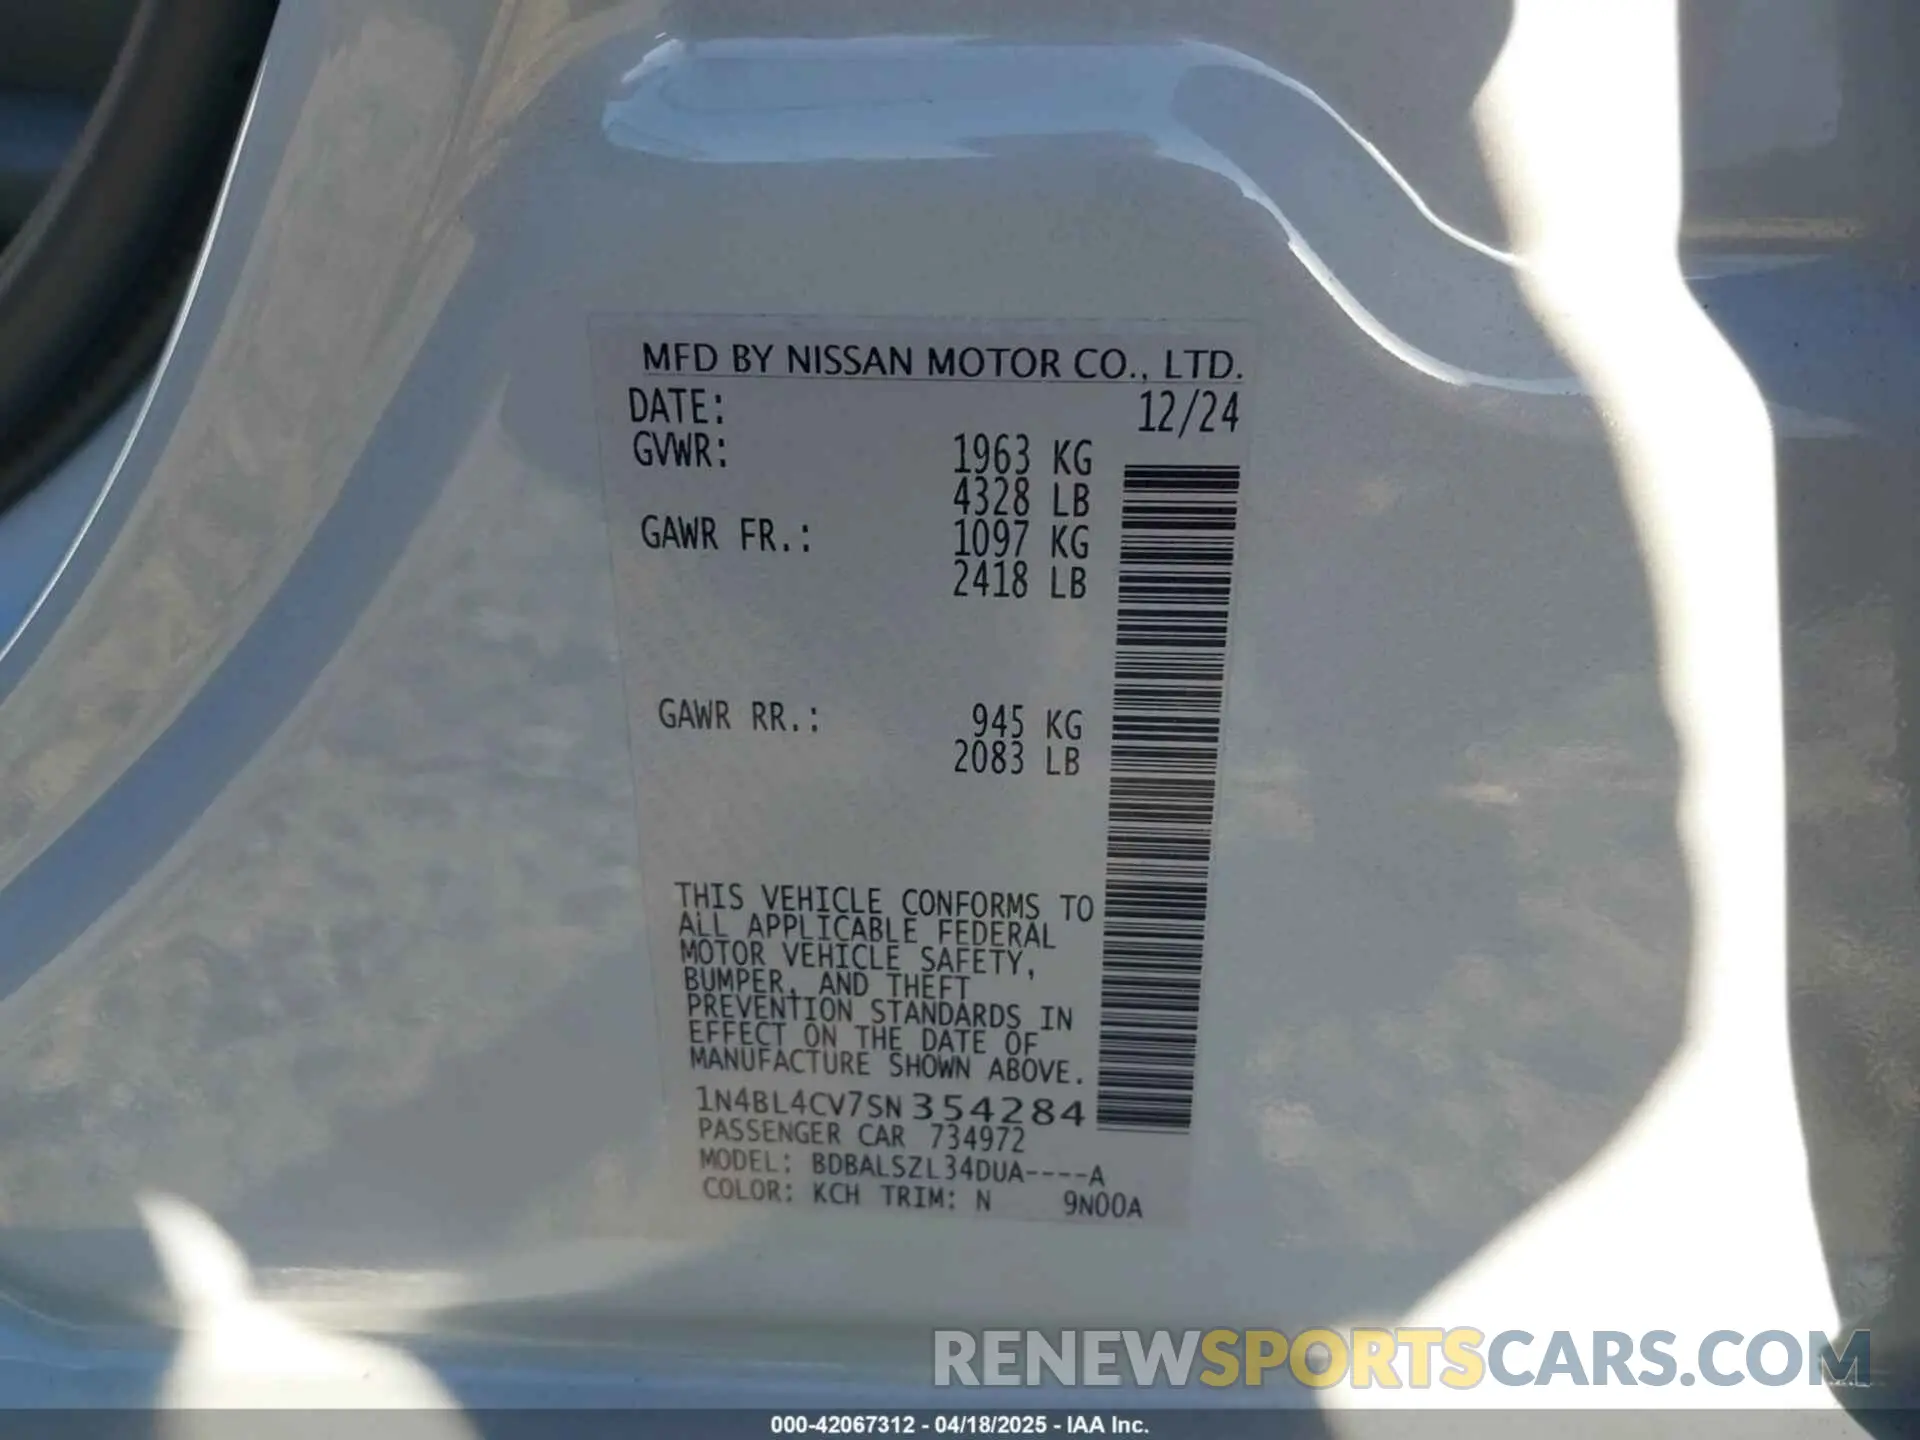 MFD BY NISSAN MOTOR CO., LTD.
DATE: 12/24
GVWR: 1963 KG
4328 LB
GAWR FR.: 1097 KG
2418 LB
GAWR RR.: 945 KG
2083 LB
THIS VEHICLE CONFORMS TO
ALL APPLICABLE FEDERAL
MOTOR VEHICLE SAFETY,
BUMPER, AND THEFT
PREVENTION STANDARDS IN
EFFECT ON THE DATE OF
MANUFACTURE SHOWN ABOVE.
1N4BL4CV7SN354284
PASSENGER CAR 734972
MODEL: BDBALSZL34DUA----A
COLOR: KCH TRIM: N 9N00A
RENEWSPORTSCARS.COM
000-42067312 - 04/18/2025 - IAA Inc.